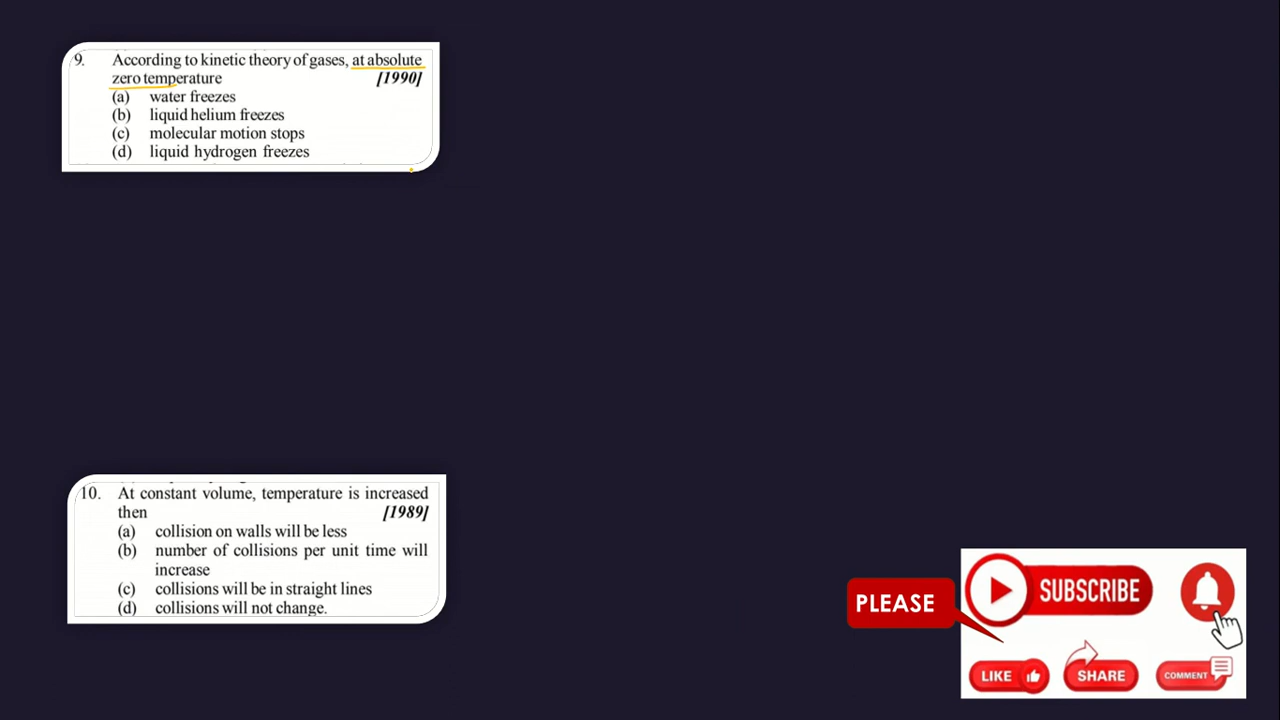 9. According to kinetic theory of gases, at absolute
zero temperature [1990]
(a) water freezes
(b) liquid helium freezes
(c) molecular motion stops
(d) liquid hydrogen freezes
10. At constant volume, temperature is increased
then [1989]
(a) collision on walls will be less
(b) number of collisions per unit time will
increase
(c) collisions will be in straight lines
(d) collisions will not change.
PLEASE
SUBSCRIBE
LIKE
SHARE
COMMENT